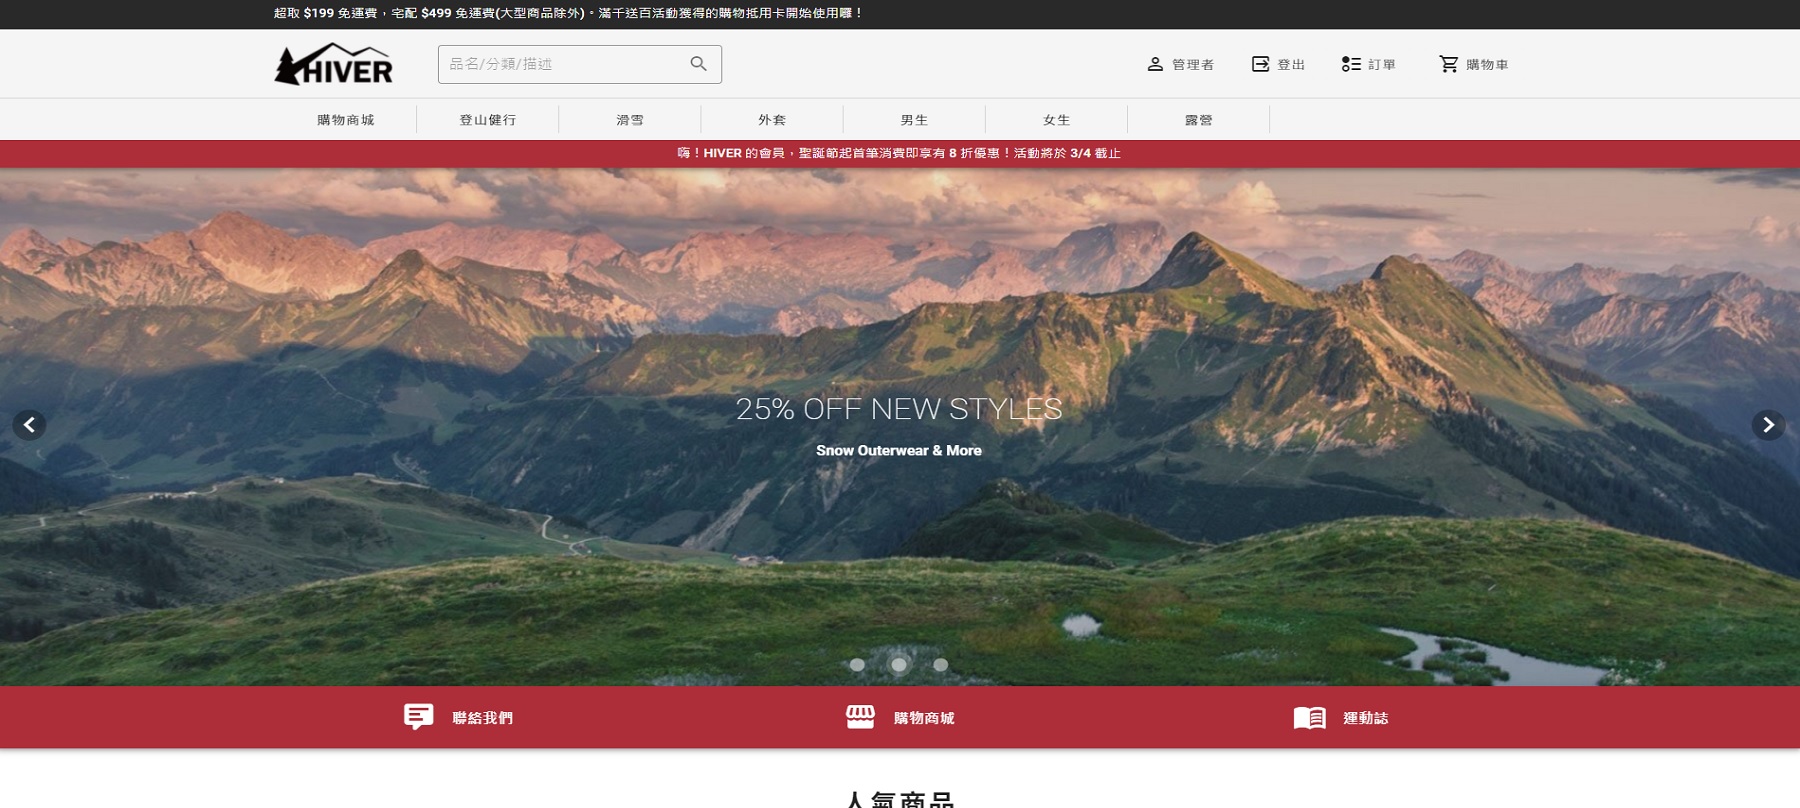 超取 $199 免運費，宅配 $499 免運費(大型商品除外)。滿千送百活動獲得的購物抵用卡開始使用囉！
HIVER
品名/分類/描述
管理者
登出
訂單
購物車
購物商城
登山健行
滑雪
外套
男生
女生
露營
嗨！HIVER 的會員，聖誕節起首筆消費即享有 8 折優惠！活動將於 3/4 截止
25% OFF NEW STYLES
Snow Outerwear & More
聯絡我們
購物商城
運動誌
人氣商品